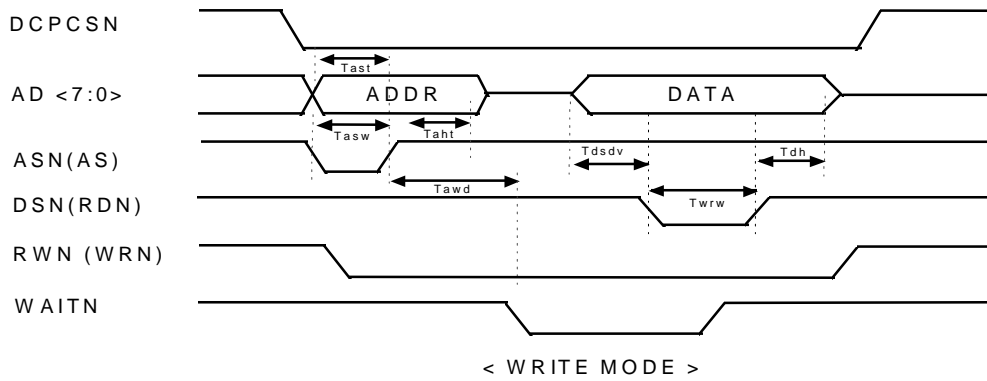 DCPCSN
Tast
AD <7:0>
ADDR
DATA
Tasw
Taht
ASN(AS)
Tdsdv
Tdh
Tawd
DSN(RDN)
Twrw
RWN (WRN)
WAITN
< WRITE MODE >